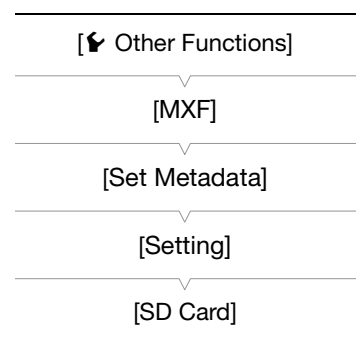 [ Other Functions]
[MXF]
[Set Metadata]
[Setting]
[SD Card]